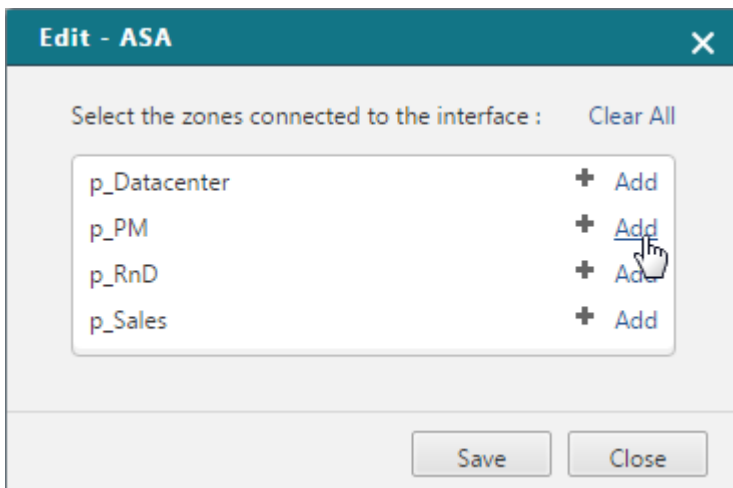 Edit - ASA
Select the zones connected to the interface : Clear All
p_Datacenter Add
p_PM Add
p_RnD Add
p_Sales Add
Save Close